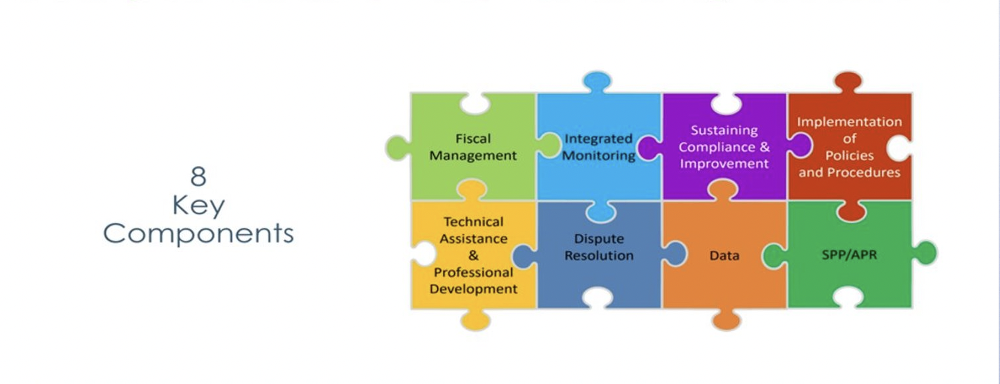 8
Key
Components
Fiscal
Management
Integrated
Monitoring
Sustaining
Compliance &
Improvement
Implementation
of
Policies
and Procedures
Technical
Assistance
&
Professional
Development
Dispute
Resolution
Data
SPP/APR